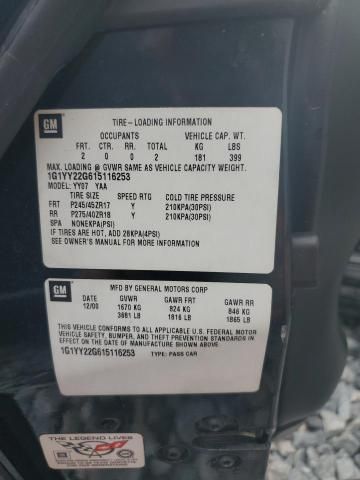 GM
TIRE-LOADING INFORMATION
OCCUPANTS VEHICLE CAP. WT.
FRT. CTR. RR. TOTAL KG LBS
2 0 0 2 181 399
MAX. LOADING @ GVWR SAME AS VEHICLE CAPACITY WEIGHT.
1G1YY22G615116253
MODEL: YY07 YAA
TIRE SIZE SPEED RTG COLD TIRE PRESSURE
FRT P245/45ZR17 Y 210KPA(30PSI)
RR P275/40ZR18 Y 210KPA(30PSI)
SP NONEKPA(PSI)
IF TIRES ARE HOT, ADD 28KPA(4PSI)
SEE OWNER'S MANUAL FOR MORE INFORMATION
GM
MFD BY GENERAL MOTORS CORP
DATE GVWR GAWR FRT GAWR RR
12/00 1670 KG 824 KG 846 KG
3681 LB 1816 LB 1865 LB
THIS VEHICLE CONFORMS TO ALL APPLICABLE U.S. FEDERAL MOTOR
VEHICLE SAFETY, BUMPER, AND THEFT PREVENTION STANDARDS IN
EFFECT ON THE DATE OF MANUFACTURE SHOWN ABOVE.
1G1YY22G615116253 TYPE: PASS CAR
THE LEGEND LIVES